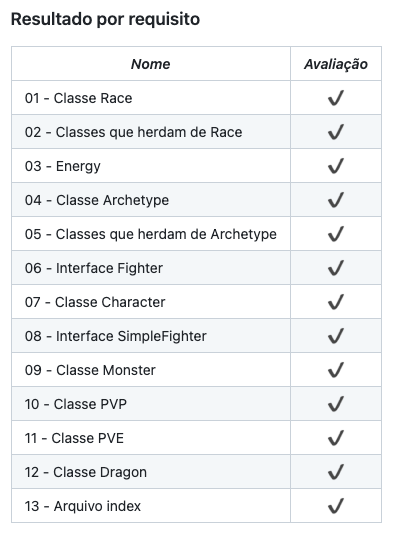 Resultado por requisito
Nome Avaliação
01 - Classe Race ✔
02 - Classes que herdam de Race ✔
03 - Energy ✔
04 - Classe Archetype ✔
05 - Classes que herdam de Archetype ✔
06 - Interface Fighter ✔
07 - Classe Character ✔
08 - Interface SimpleFighter ✔
09 - Classe Monster ✔
10 - Classe PVP ✔
11 - Classe PVE ✔
12 - Classe Dragon ✔
13 - Arquivo index ✔